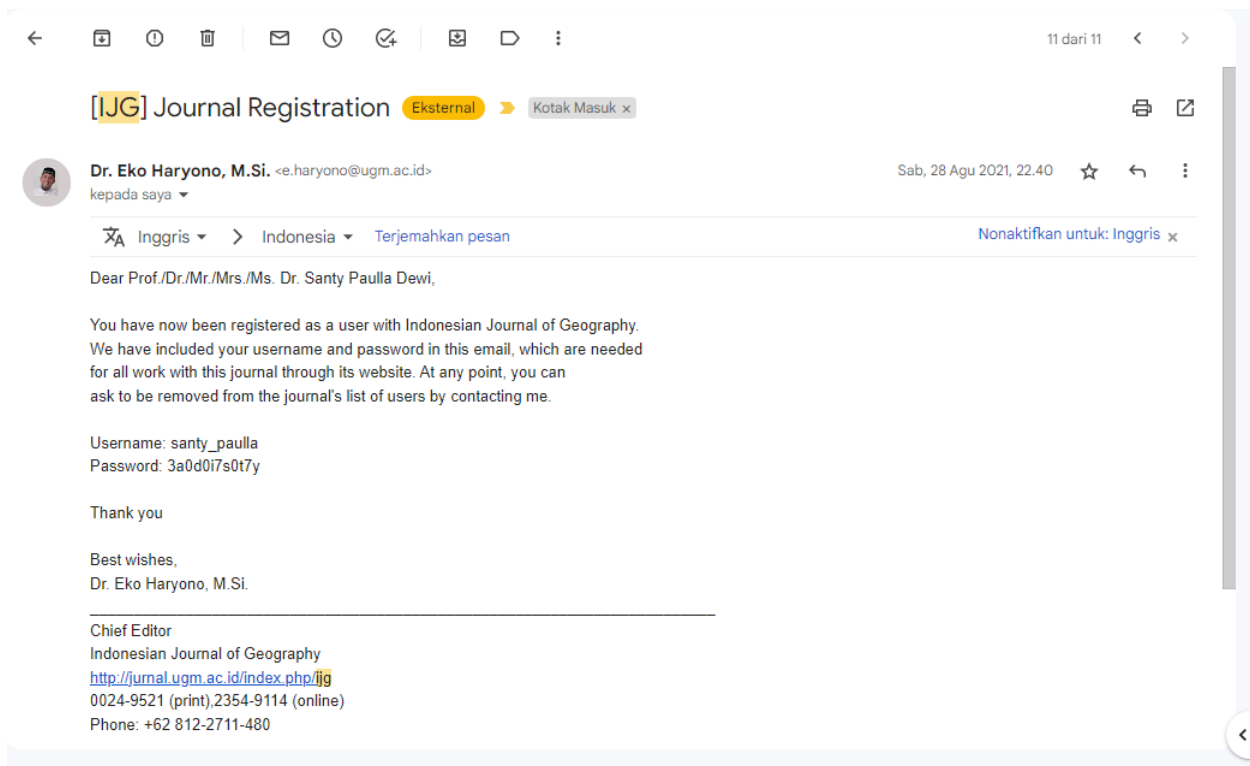 11 dari 11
[IJG] Journal Registration Eksternal Kotak Masuk ×
Dr. Eko Haryono, M.Si. <e.haryono@ugm.ac.id> Sab, 28 Agu 2021, 22.40
kepada saya
Inggris > Indonesia Terjemahkan pesan Nonaktifkan untuk: Inggris ×
Dear Prof./Dr./Mr./Mrs./Ms. Dr. Santy Paulla Dewi,
You have now been registered as a user with Indonesian Journal of Geography.
We have included your username and password in this email, which are needed
for all work with this journal through its website. At any point, you can
ask to be removed from the journal's list of users by contacting me.
Username: santy_paulla
Password: 3a0d0i7s0t7y
Thank you
Best wishes,
Dr. Eko Haryono, M.Si.
Chief Editor
Indonesian Journal of Geography
http://jurnal.ugm.ac.id/index.php/ijg
0024-9521 (print),2354-9114 (online)
Phone: +62 812-2711-480